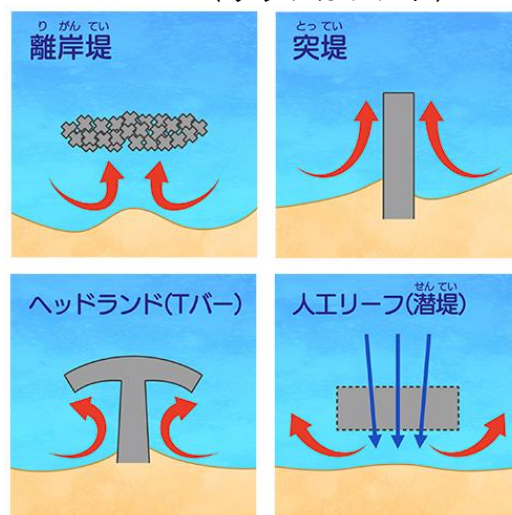 り がん てい
離岸堤
とっ てい
突堤
ヘッドランド(Tバー)
せん てい
人工リーフ(潜堤)